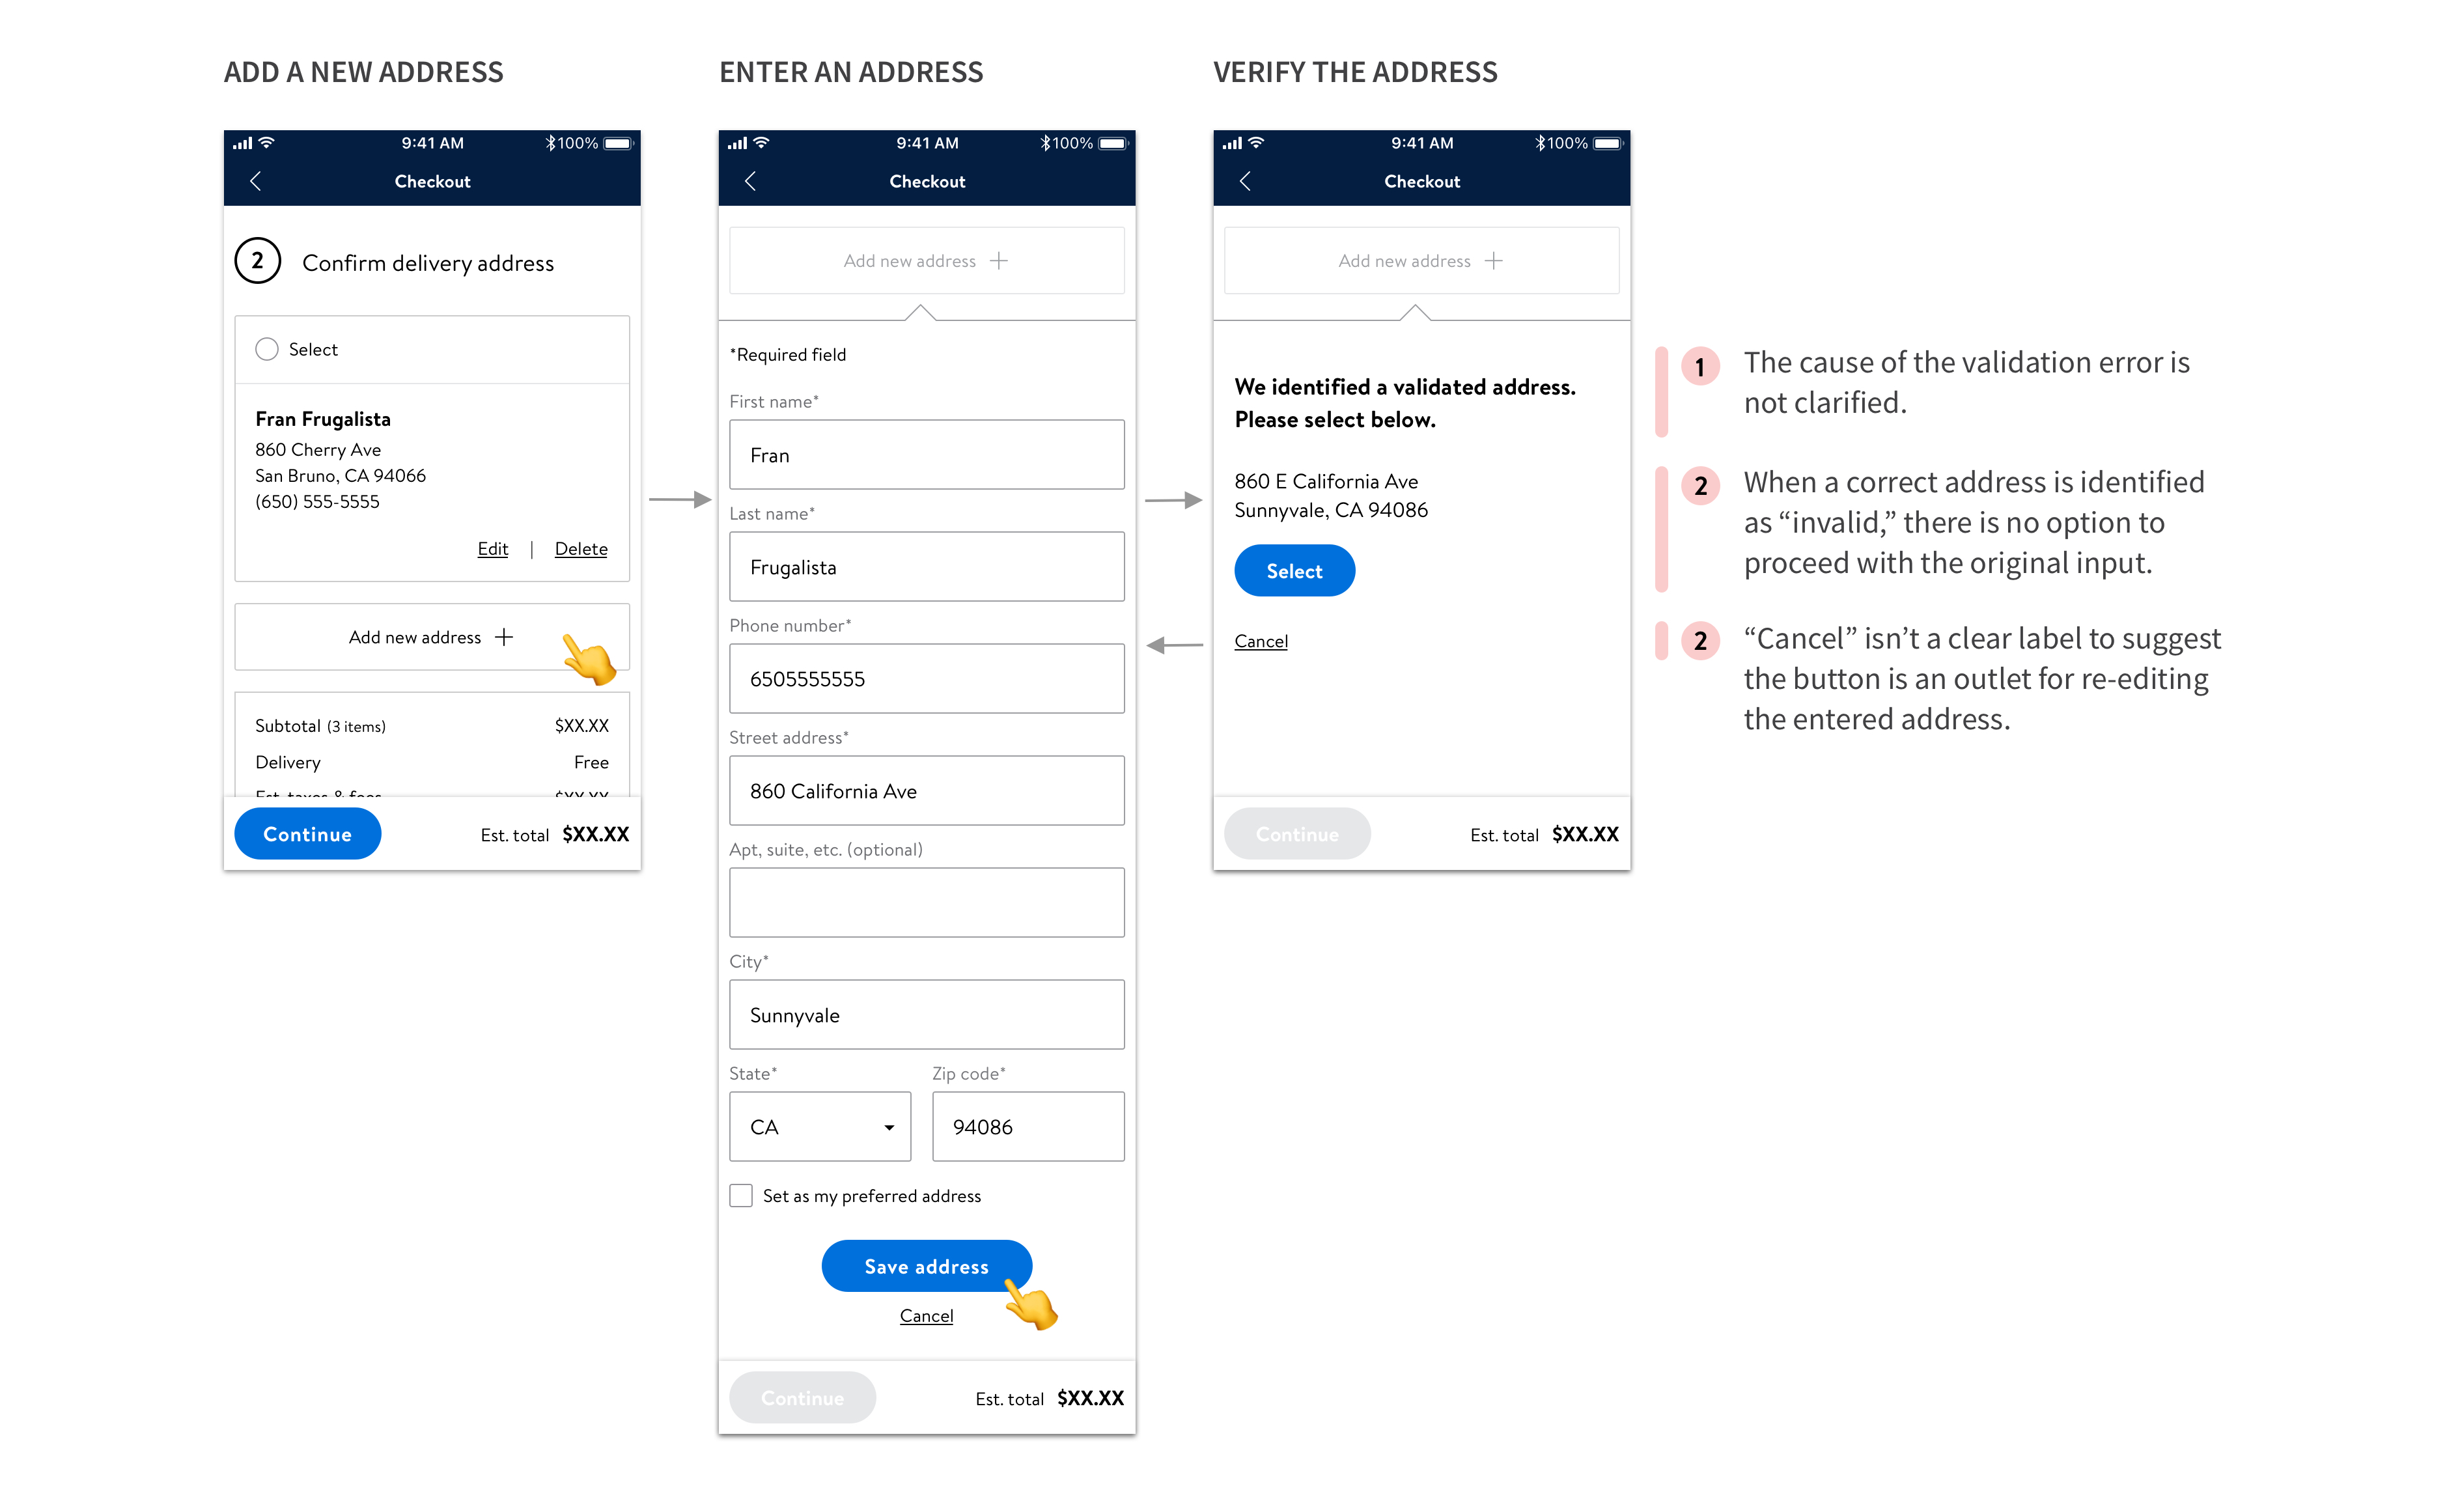 ADD A NEW ADDRESS
9:41 AM
100%
Checkout
2
Confirm delivery address
Select
Fran Frugalista
860 Cherry Ave
San Bruno, CA 94066
(650) 555-5555
Edit | Delete
Add new address +
Subtotal (3 items) $XX.XX
Delivery Free
Est. taxes & fees $XX.XX
Continue Est. total $XX.XX
ENTER AN ADDRESS
9:41 AM
100%
Checkout
Add new address +
*Required field
First name*
Fran
Last name*
Frugalista
Phone number*
6505555555
Street address*
860 California Ave
Apt, suite, etc. (optional)
City*
Sunnyvale
State* Zip code*
CA 94086
Set as my preferred address
Save address
Cancel
Continue Est. total $XX.XX
VERIFY THE ADDRESS
9:41 AM
100%
Checkout
Add new address +
We identified a validated address.
Please select below.
860 E California Ave
Sunnyvale, CA 94086
Select
Cancel
Continue Est. total $XX.XX
1 The cause of the validation error is
not clarified.
2 When a correct address is identified
as “invalid,” there is no option to
proceed with the original input.
2 “Cancel” isn’t a clear label to suggest
the button is an outlet for re-editing
the entered address.